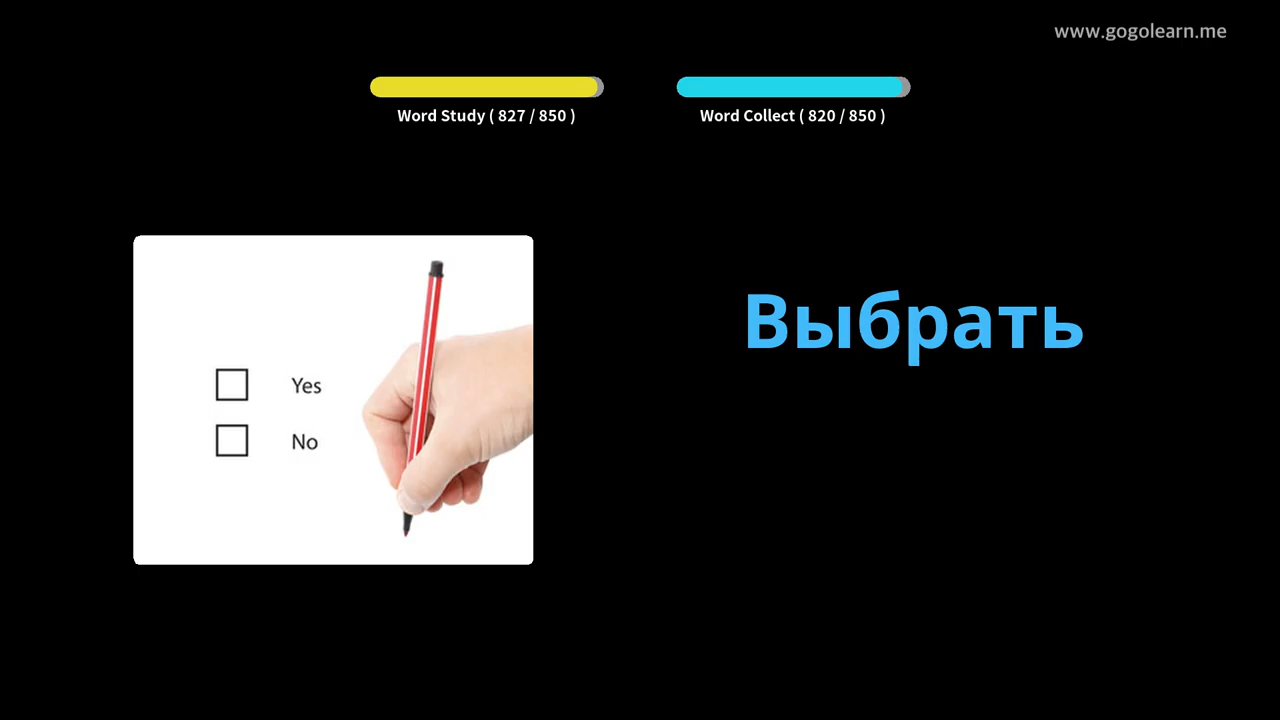 www.gogolearn.me
Word Study ( 827 / 850 )
Word Collect ( 820 / 850 )
Выбрать
Yes
No